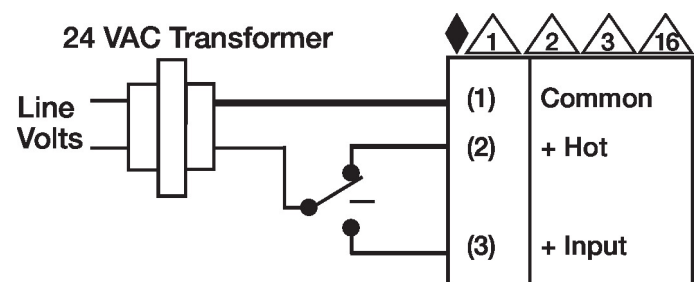 24 VAC Transformer
1 2 3 16
Line
Volts
(1) Common
(2) + Hot
(3) + Input